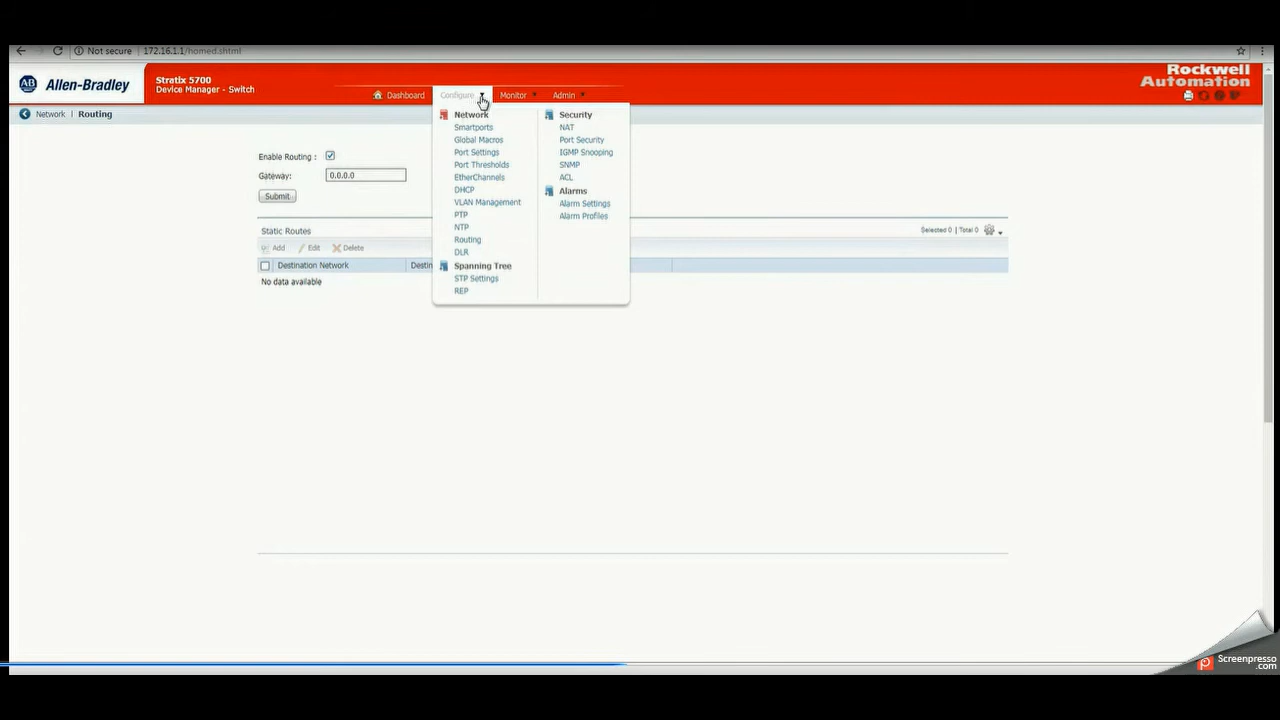 Not secure 172.16.1.1/homed.shtml
AB Allen-Bradley
Stratix 5700
Device Manager - Switch
Rockwell
Automation
Dashboard Configure Monitor Admin
Network | Routing
Network
Smartports
Global Macros
Port Settings
Port Thresholds
EtherChannels
DHCP
VLAN Management
PTP
NTP
Routing
DLR
Spanning Tree
STP Settings
REP
Security
NAT
Port Security
IGMP Snooping
SNMP
ACL
Alarms
Alarm Settings
Alarm Profiles
Enable Routing :
Gateway: 0.0.0.0
Submit
Static Routes
Selected 0 | Total 0
Add Edit Delete
Destination Network Destin
No data available
Screenpresso
.com